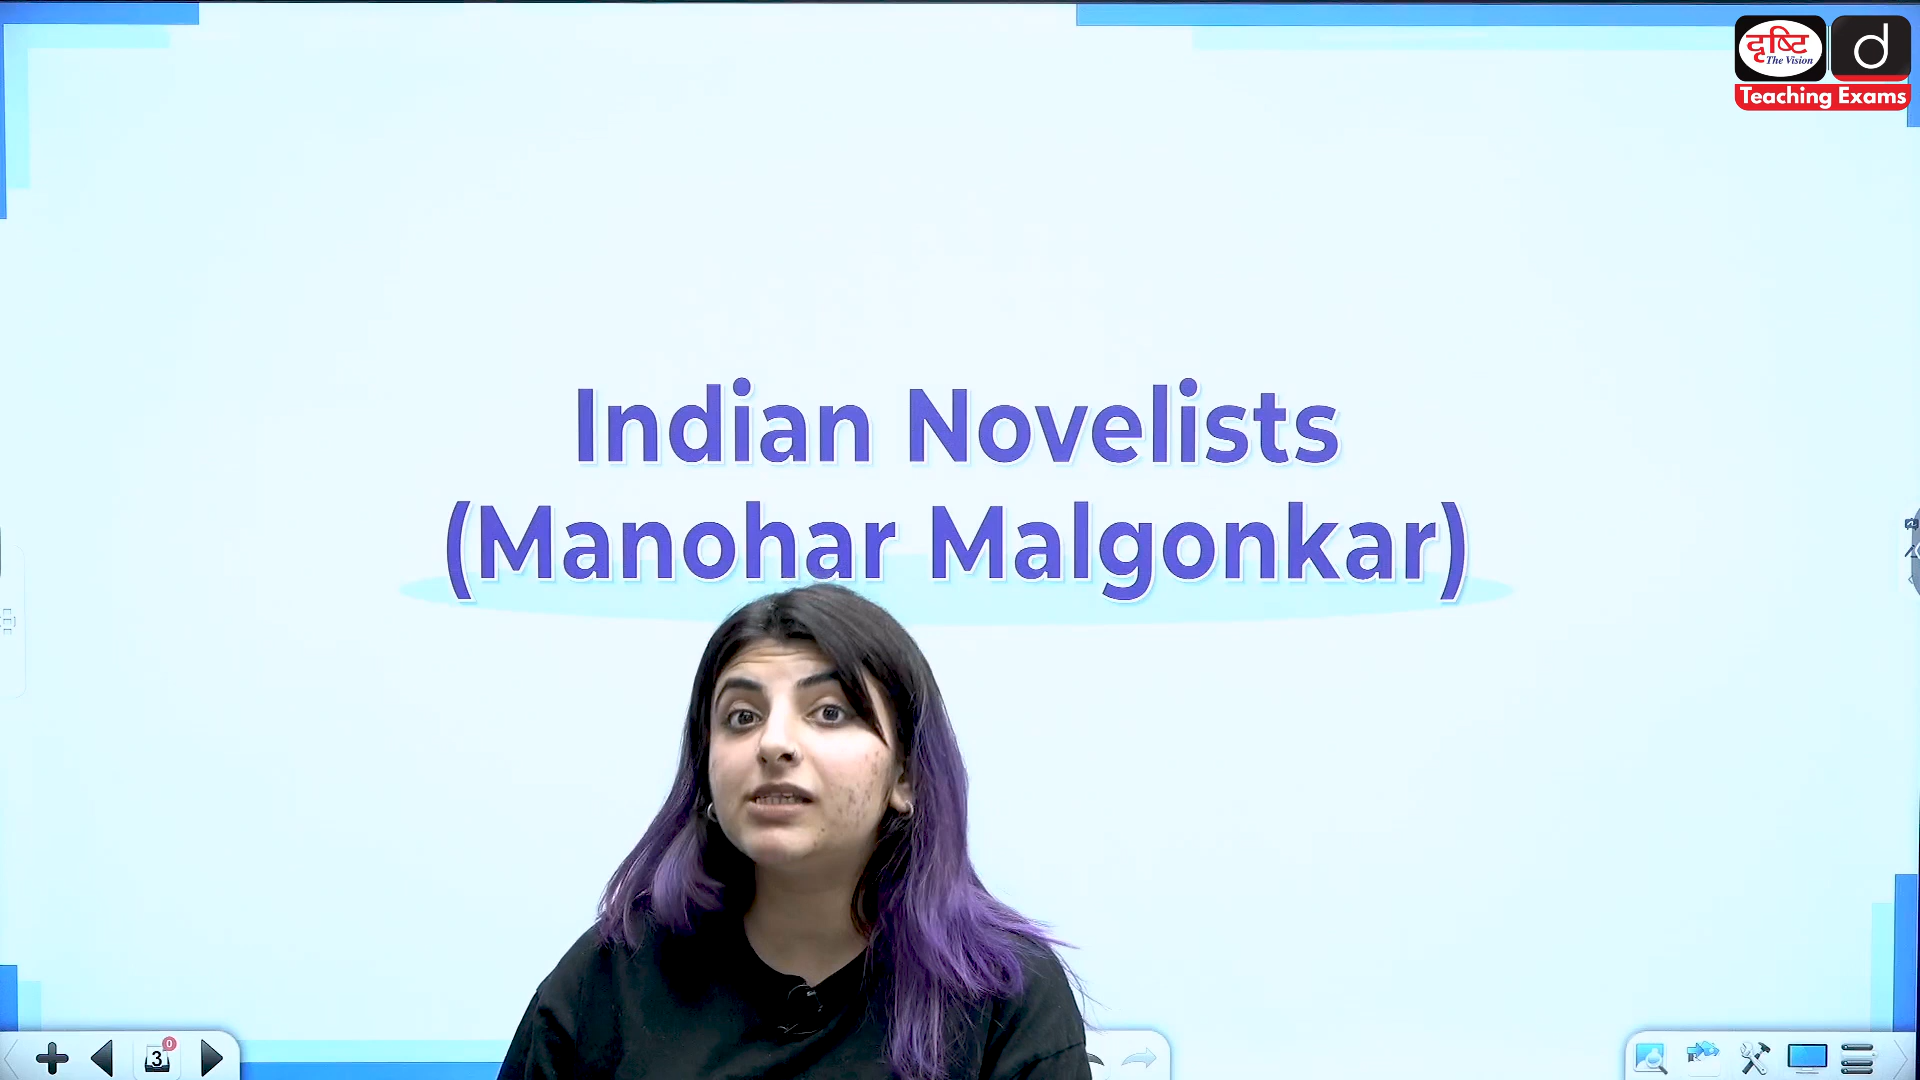 दृष्टि
The Vision
d
Teaching Exams
Indian Novelists
(Manohar Malgonkar)
3
0